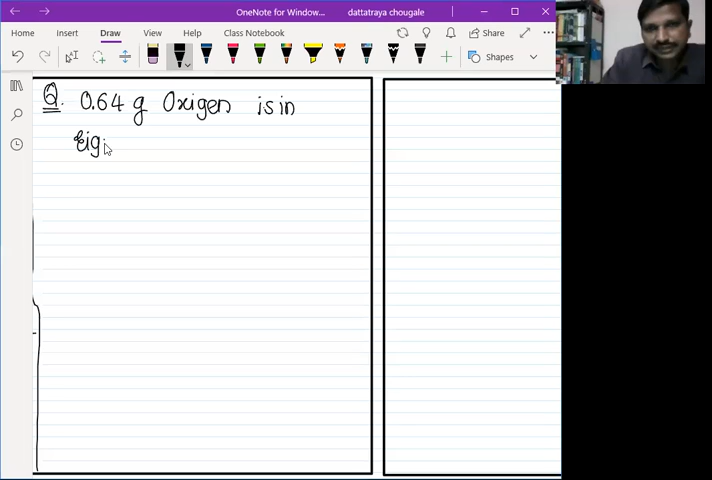 OneNote for Window...
dattatraya chougale
Home
Insert
Draw
View
Help
Class Notebook
Share
Shapes
Q. 0.64 g Oxigen is in
Eig